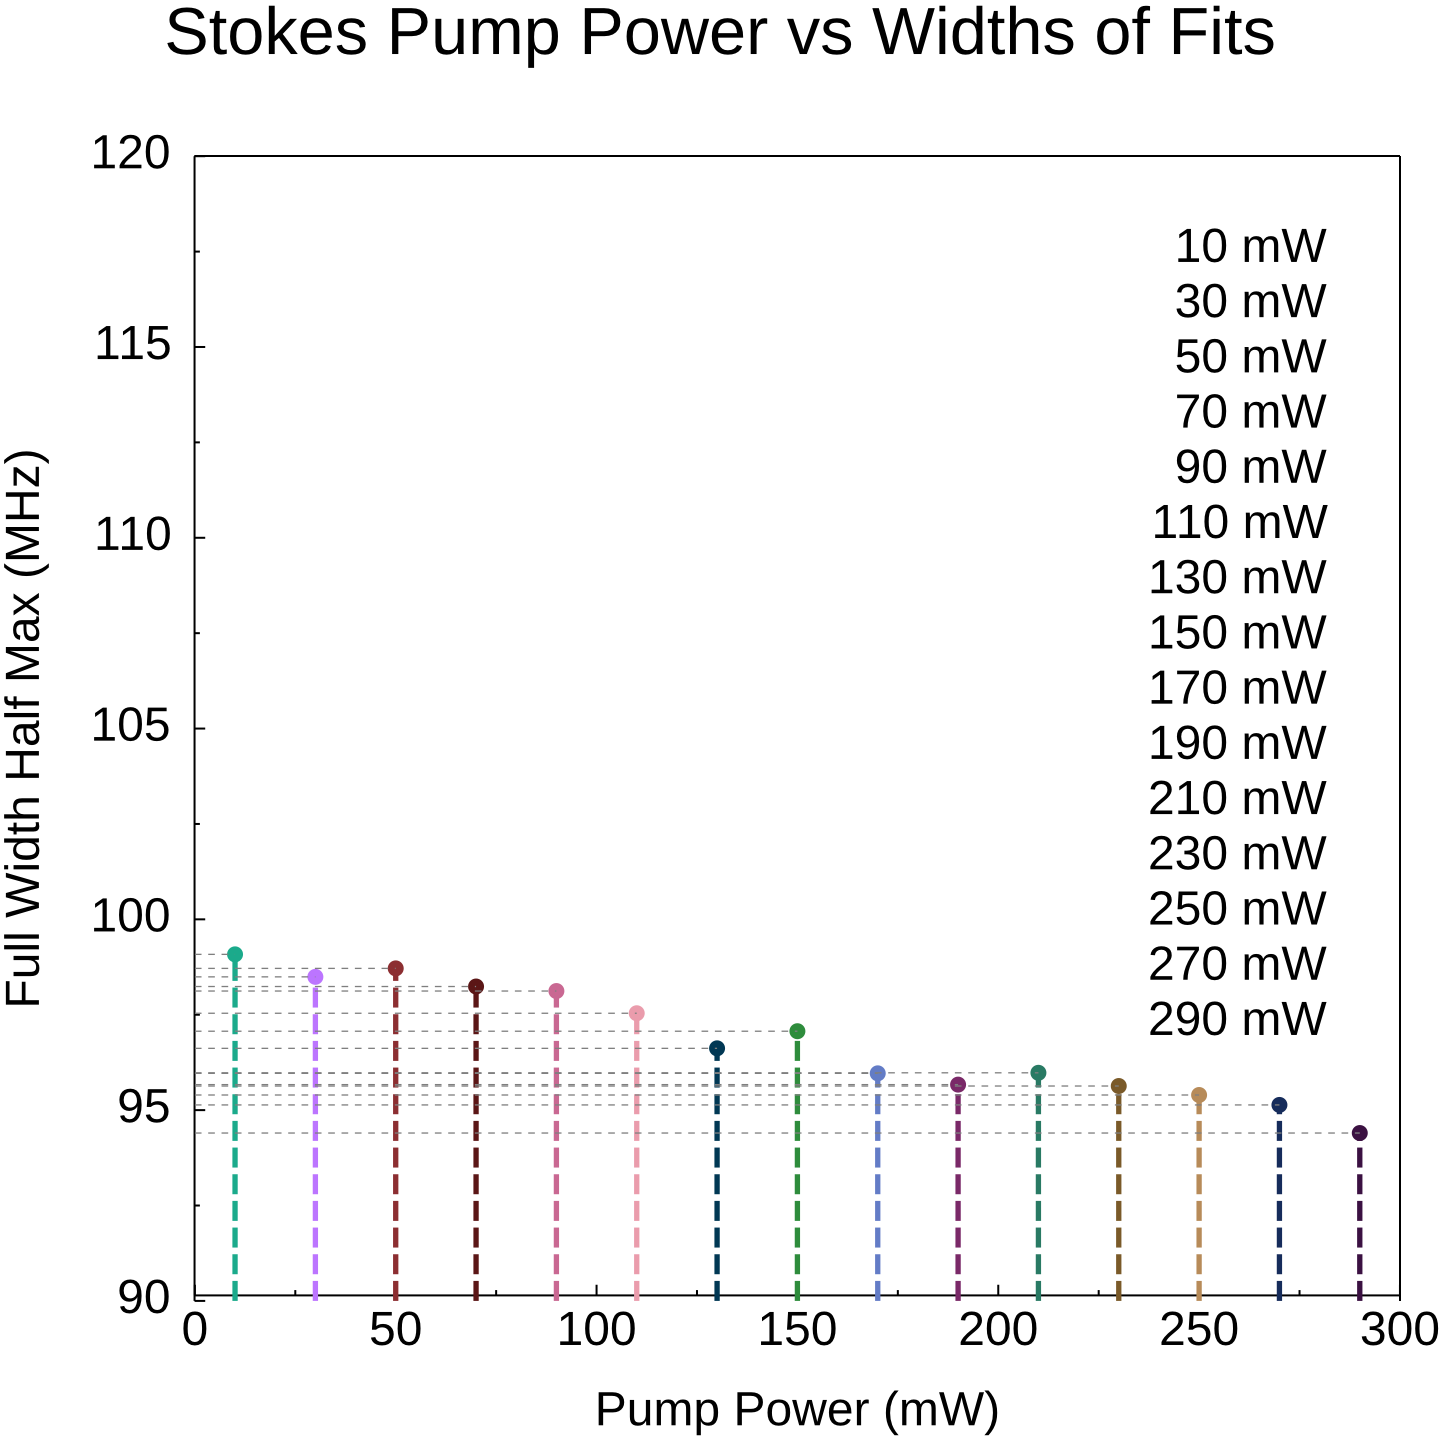 Stokes Pump Power vs Widths of Fits
120
115
110
105
100
95
90
Full Width Half Max (MHz)
10 mW
30 mW
50 mW
70 mW
90 mW
110 mW
130 mW
150 mW
170 mW
190 mW
210 mW
230 mW
250 mW
270 mW
290 mW
0 50 100 150 200 250 300
Pump Power (mW)